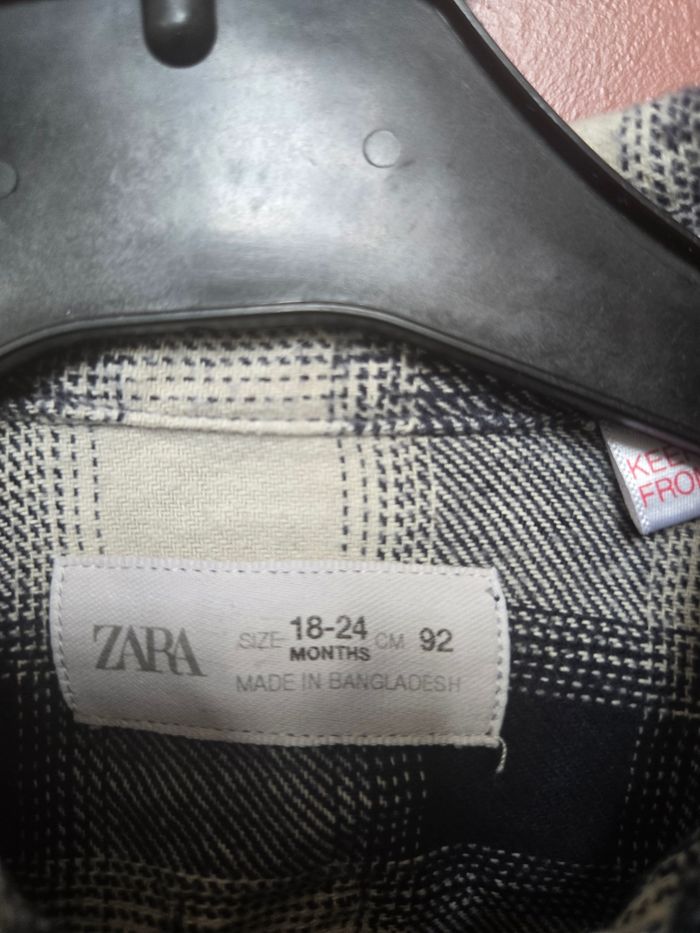 KEE
FRO
ZARA
SIZE 18-24 MONTHS CM 92
MADE IN BANGLADESH